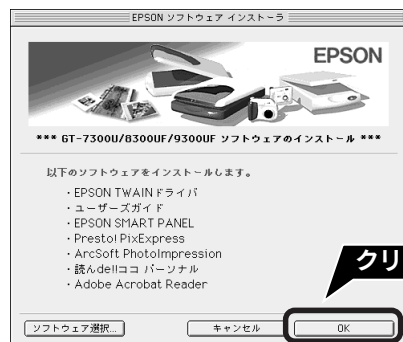 EPSON ソフトウェア インストーラ
EPSON
*** GT-7300U/8300UF/9300UF ソフトウェアのインストール ***
以下のソフトウェアをインストールします。
・EPSON TWAINドライバ
・ユーザーズガイド
・EPSON SMART PANEL
・Presto! PixExpress
・ArcSoft PhotoImpression
・読んde!!ココ パーソナル
・Adobe Acrobat Reader
クリ
ソフトウェア選択... キャンセル OK